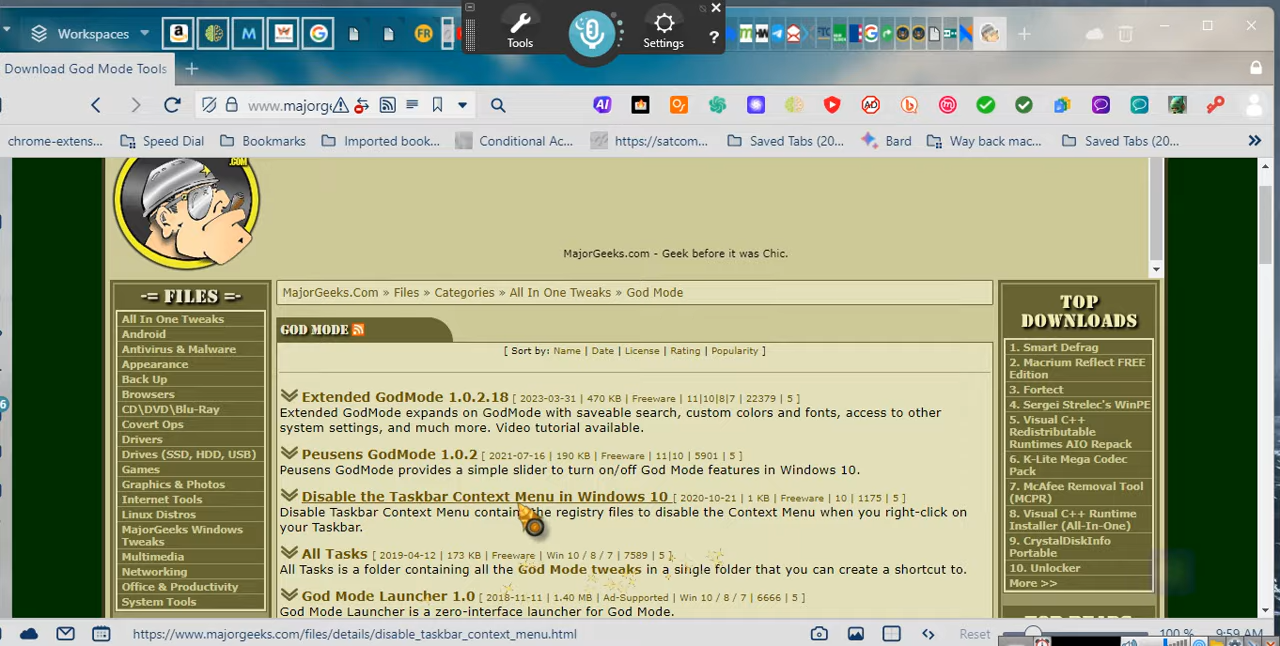 Workspaces
FR
Tools
Settings
?
Download God Mode Tools
www.majorg
chrome-exten...
Speed Dial
Bookmarks
Imported book...
Conditional Ac...
https://satcom...
Saved Tabs (20...
Bard
Way back mac...
Saved Tabs (20...
.COM
MajorGeeks.com - Geek before it was Chic.
-= FILES =-
All In One Tweaks
Android
Antivirus & Malware
Appearance
Back Up
Browsers
CD\DVD\Blu-Ray
Covert Ops
Drivers
Drives (SSD, HDD, USB)
Games
Graphics & Photos
Internet Tools
Linux Distros
MajorGeeks Windows
Tweaks
Multimedia
Networking
Office & Productivity
System Tools
MajorGeeks.Com » Files » Categories » All In One Tweaks » God Mode
GOD MODE
[ Sort by: Name | Date | License | Rating | Popularity ]
Extended GodMode 1.0.2.18 [ 2023-03-31 | 470 KB | Freeware | 11|10|8|7 | 22379 | 5 ]
Extended GodMode expands on GodMode with saveable search, custom colors and fonts, access to other
system settings, and much more. Video tutorial available.
Peusens GodMode 1.0.2 [ 2021-07-16 | 190 KB | Freeware | 11|10 | 5901 | 5 ]
Peusens GodMode provides a simple slider to turn on/off God Mode features in Windows 10.
Disable the Taskbar Context Menu in Windows 10 [ 2020-10-21 | 1 KB | Freeware | 10 | 1175 | 5 ]
Disable Taskbar Context Menu contain the registry files to disable the Context Menu when you right-click on
your Taskbar.
All Tasks [ 2019-04-12 | 173 KB | Freeware | Win 10 / 8 / 7 | 7589 | 5 ]
All Tasks is a folder containing all the God Mode tweaks in a single folder that you can create a shortcut to.
God Mode Launcher 1.0 [ 2018-11-11 | 1.40 MB | Ad-Supported | Win 10 / 8 / 7 | 6666 | 5 ]
God Mode Launcher is a zero-interface launcher for God Mode.
TOP
DOWNLOADS
1. Smart Defrag
2. Macrium Reflect FREE
Edition
3. Fortect
4. Sergei Strelec's WinPE
5. Visual C++
Redistributable
Runtimes AIO Repack
6. K-Lite Mega Codec
Pack
7. McAfee Removal Tool
(MCPR)
8. Visual C++ Runtime
Installer (All-In-One)
9. CrystalDiskInfo
Portable
10. Unlocker
More >>
https://www.majorgeeks.com/files/details/disable_taskbar_context_menu.html
Reset
100 %
9:59 AM